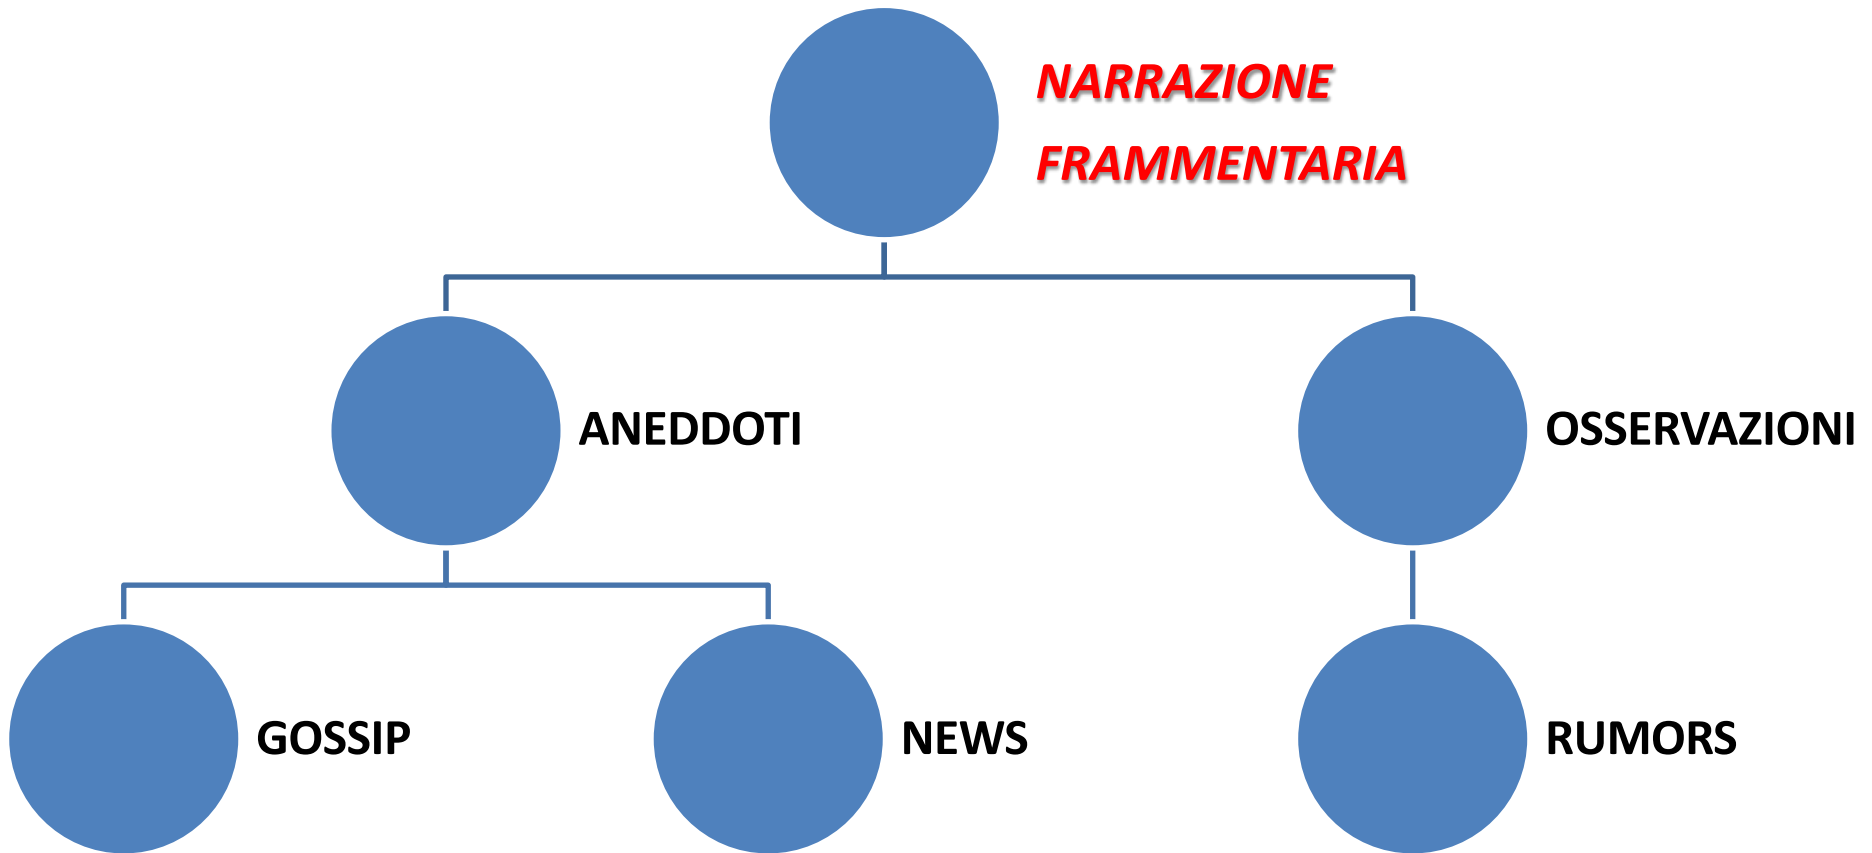 NARRAZIONE
FRAMMENTARIA
ANEDDOTI
OSSERVAZIONI
GOSSIP
NEWS
RUMORS